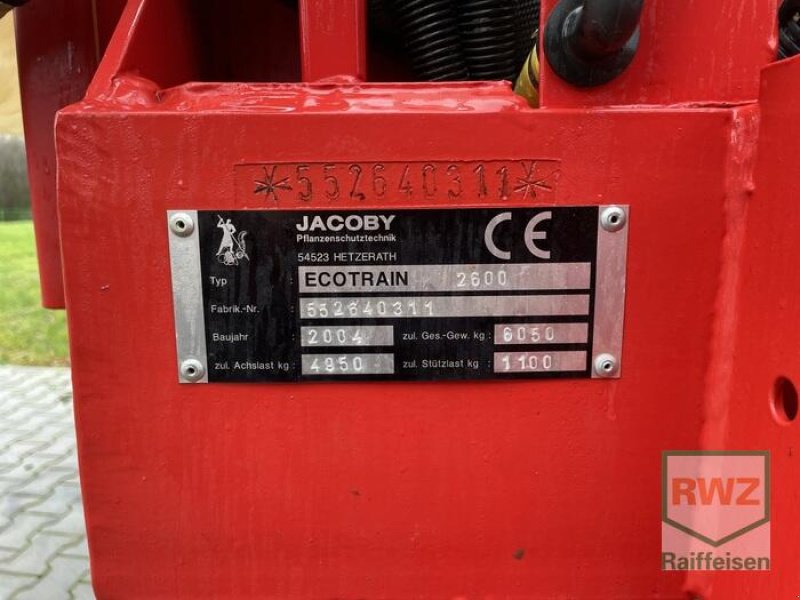 *552640311*
JACOBY
Pflanzenschutztechnik
54523 HETZERATH
CE
Typ : ECOTRAIN 2600
Fabrik.-Nr. : 552640311
Baujahr : 2004 zul. Ges.-Gew. kg : 6050
zul. Achslast kg : 4950 zul. Stützlast kg : 1100
RWZ
Raiffeisen